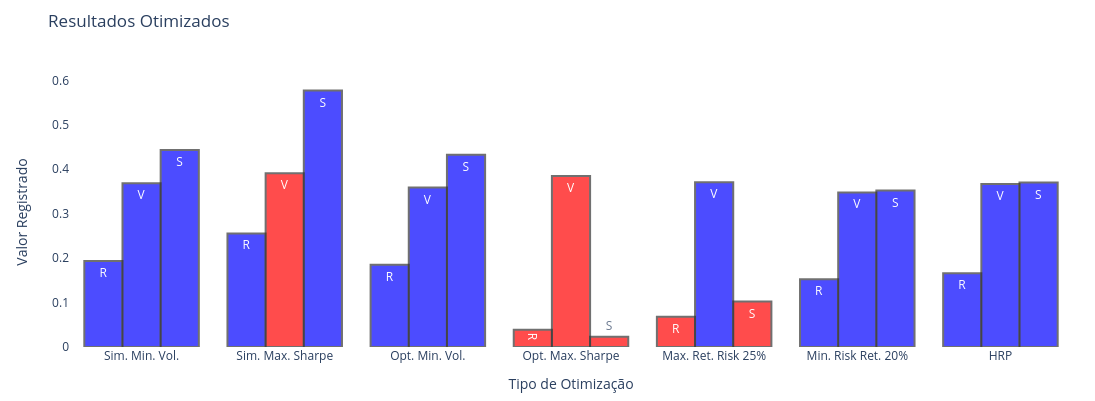 Resultados Otimizados
Valor Registrado
0.6
0.5
0.4
0.3
0.2
0.1
0
R V S
R V S
R V S
R V S
R V S
R V S
R V S
Sim. Min. Vol. Sim. Max. Sharpe Opt. Min. Vol. Opt. Max. Sharpe Max. Ret. Risk 25% Min. Risk Ret. 20% HRP
Tipo de Otimização